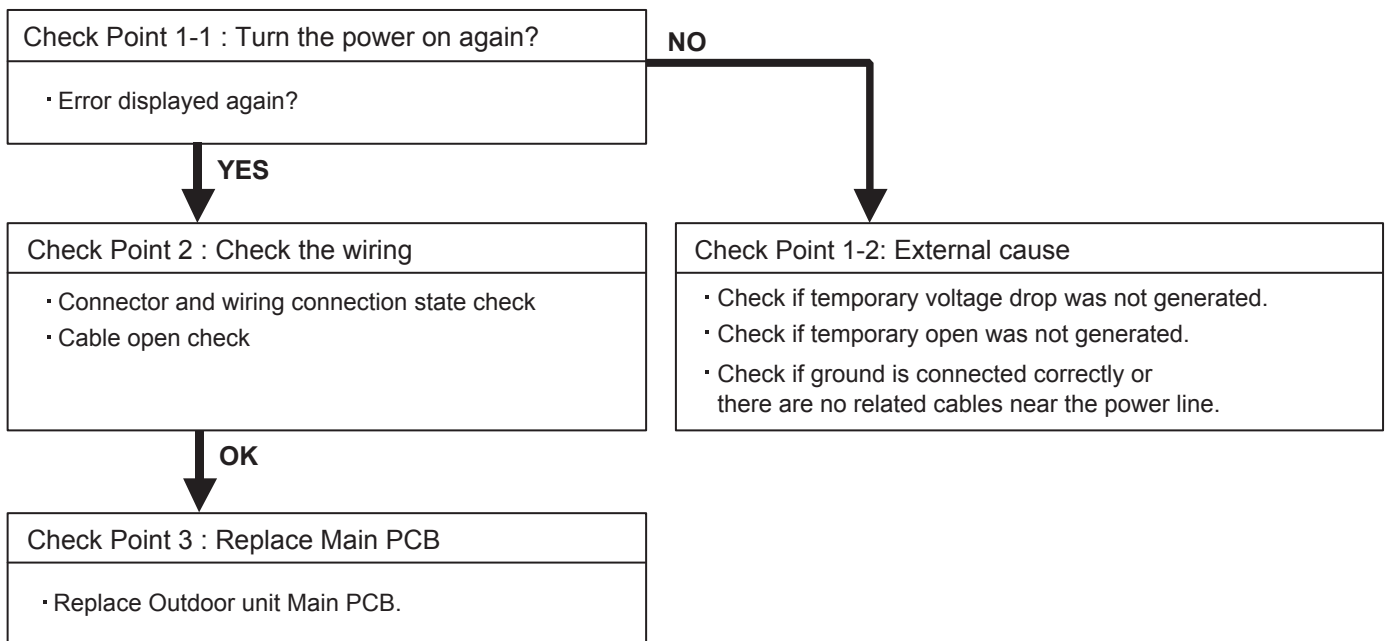 Check Point 1-1 : Turn the power on again?
・Error displayed again?
NO
YES
Check Point 2 : Check the wiring
・Connector and wiring connection state check
・Cable open check
Check Point 1-2: External cause
・Check if temporary voltage drop was not generated.
・Check if temporary open was not generated.
・Check if ground is connected correctly or
there are no related cables near the power line.
OK
Check Point 3 : Replace Main PCB
・Replace Outdoor unit Main PCB.